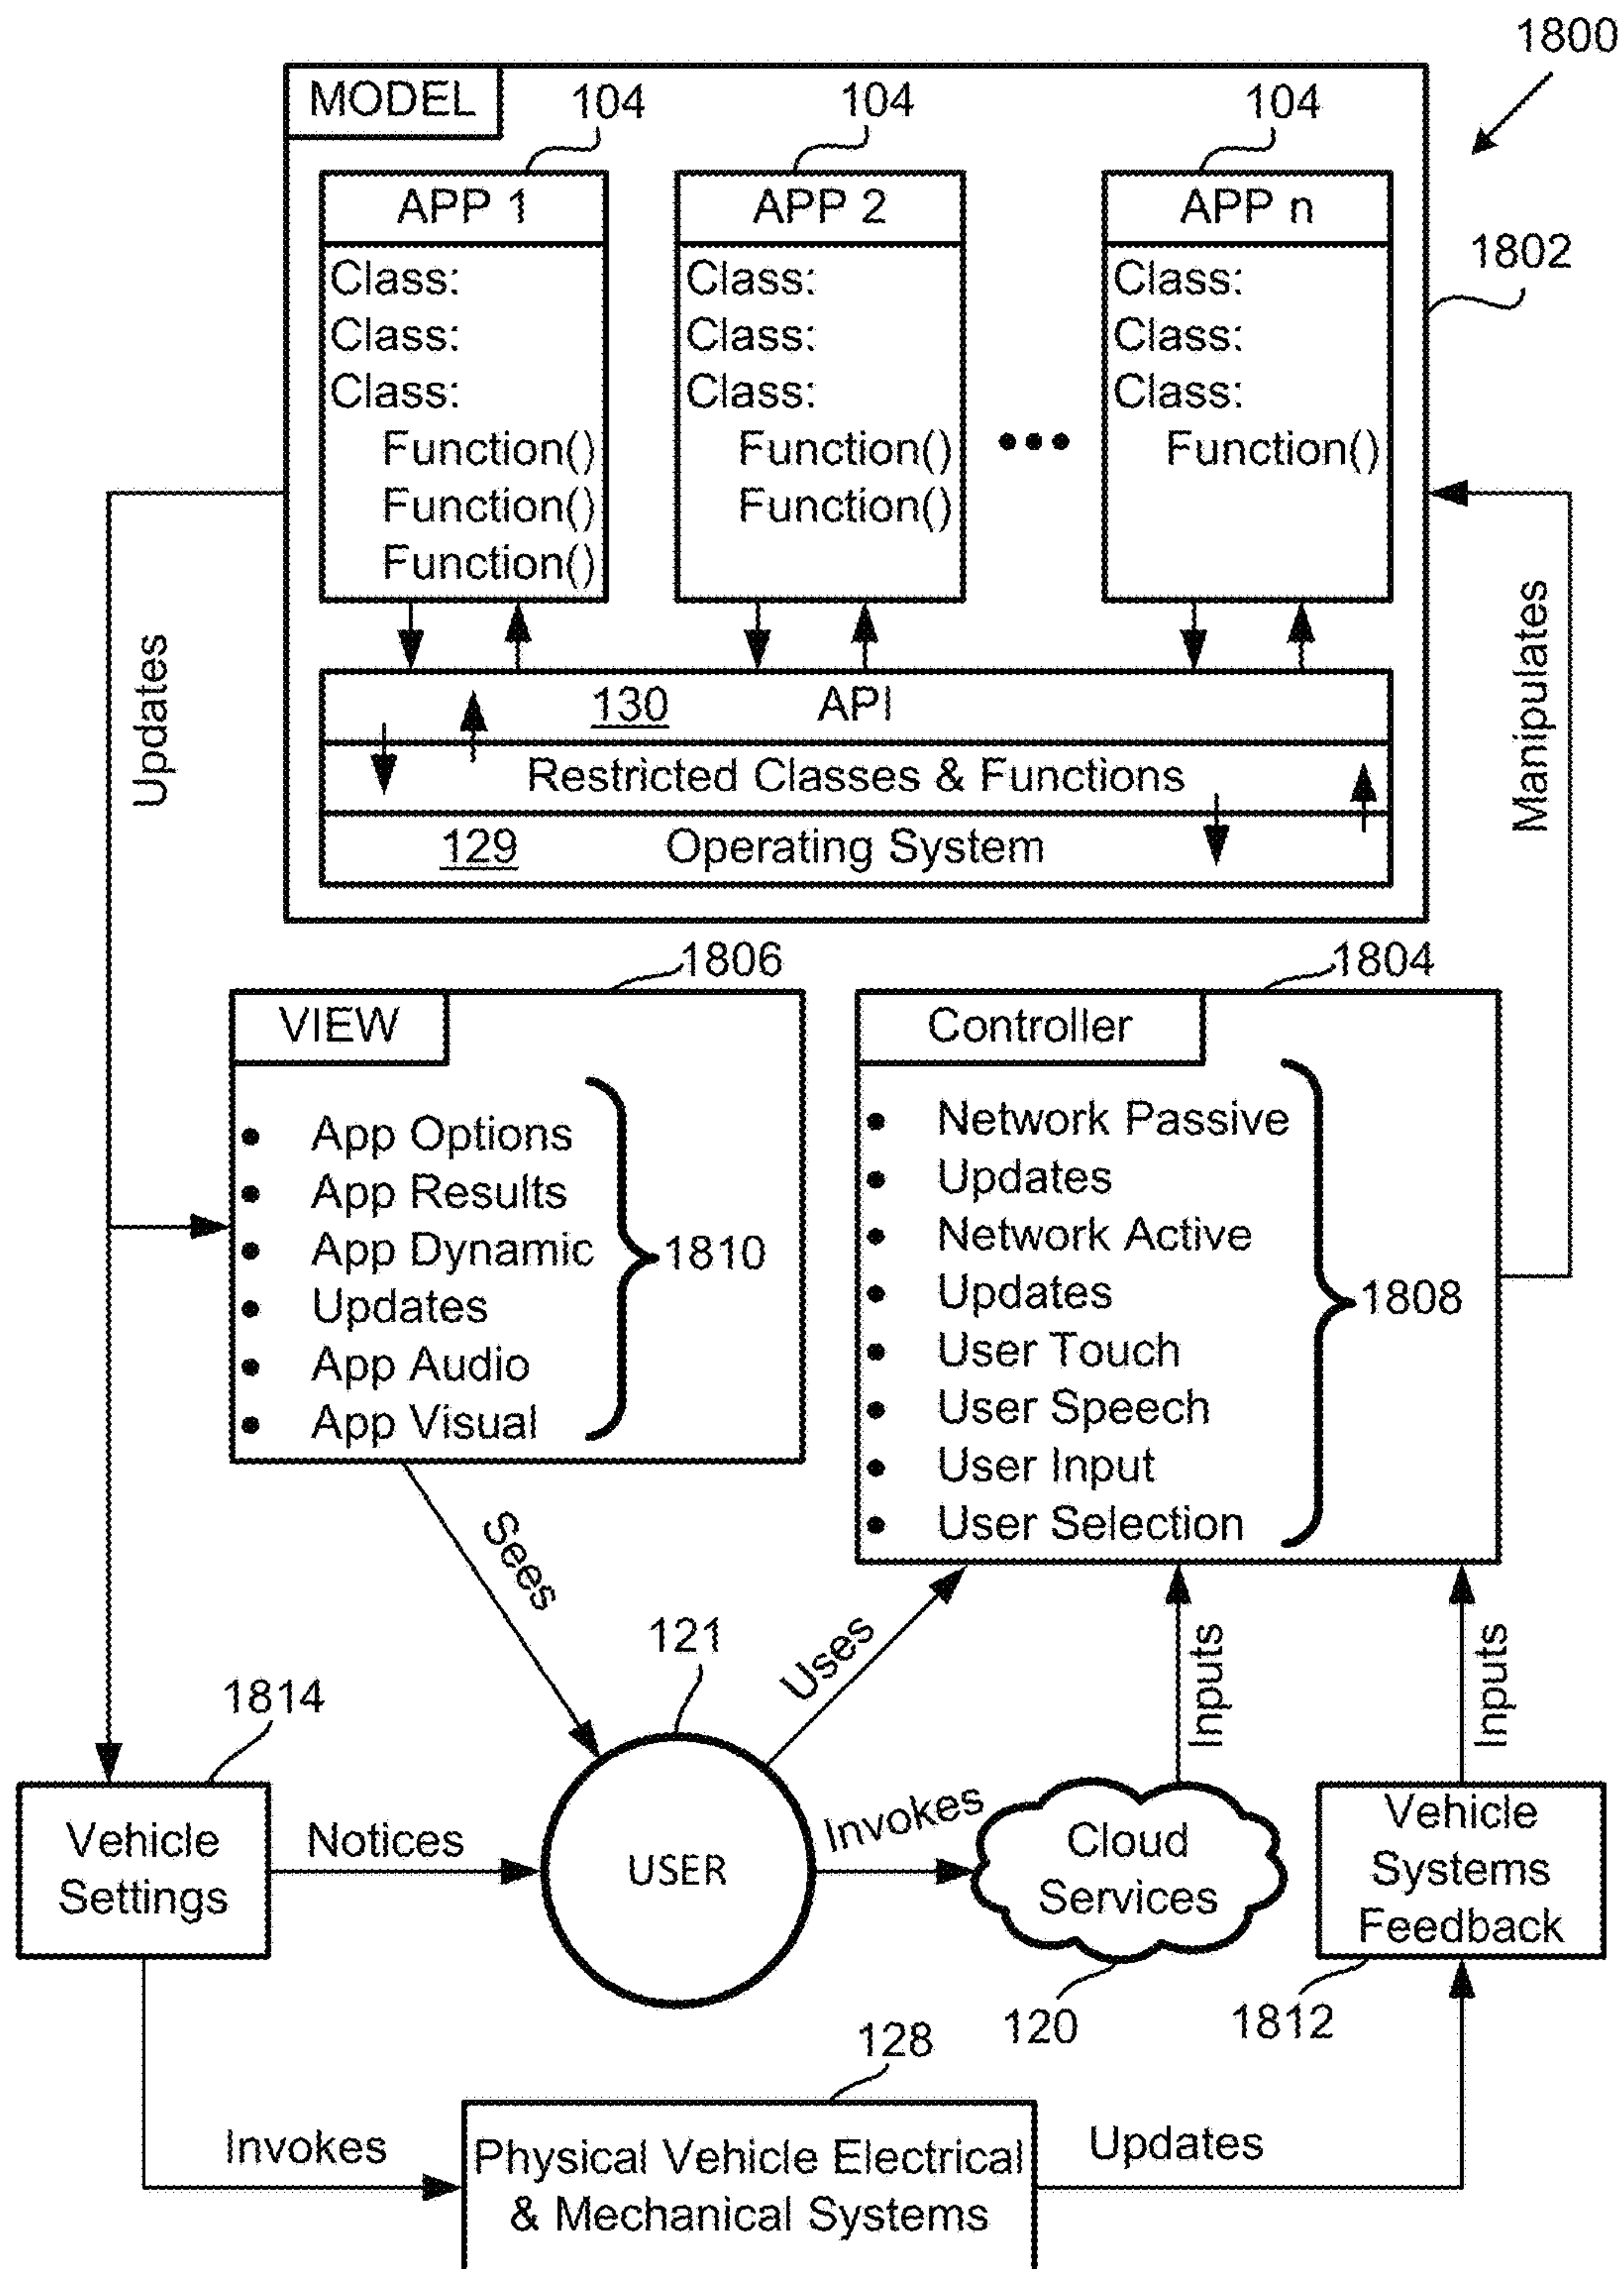 1800
MODEL
104
104
104
APP 1
APP 2
APP n
1802
Class:
Class:
Class:
Function()
Function()
Function()
Class:
Class:
Class:
Function()
Function()
Class:
Class:
Class:
Function()
•••
130 API
Restricted Classes & Functions
129 Operating System
Updates
Manipulates
1806
VIEW
• App Options
• App Results
• App Dynamic
• Updates
• App Audio
• App Visual
1810
1804
Controller
• Network Passive
• Updates
• Network Active
• Updates
• User Touch
• User Speech
• User Input
• User Selection
1808
Sees
Uses
Inputs
Inputs
121
1814
Vehicle
Settings
Notices
USER
Invokes
Cloud
Services
Vehicle
Systems
Feedback
120
1812
128
Invokes
Physical Vehicle Electrical
& Mechanical Systems
Updates